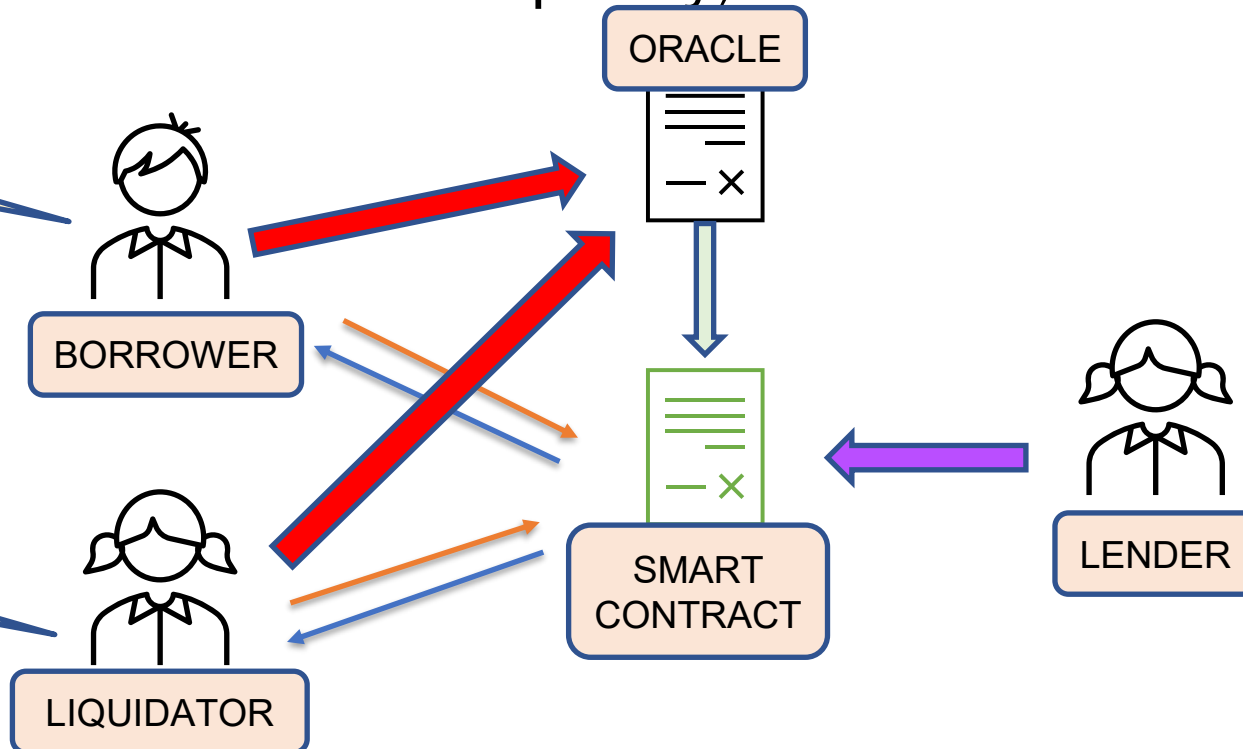 ORACLE
BORROWER
SMART
CONTRACT
LENDER
LIQUIDATOR